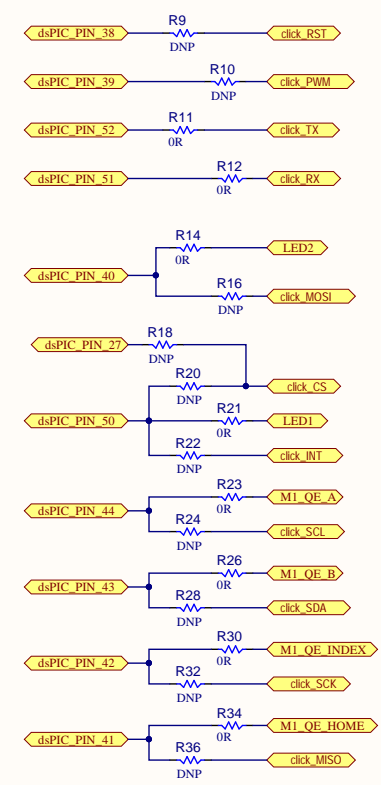 R9
dsPIC_PIN_38
click_RST
DNP
R10
dsPIC_PIN_39
click_PWM
DNP
R11
dsPIC_PIN_52
click_TX
0R
R12
dsPIC_PIN_51
click_RX
0R
R14
LED2
0R
dsPIC_PIN_40
R16
click_MOSI
DNP
R18
dsPIC_PIN_27
DNP
R20
click_CS
DNP
R21
dsPIC_PIN_50
LED1
0R
R22
click_INT
DNP
R23
M1_QE_A
0R
dsPIC_PIN_44
R24
click_SCL
DNP
R26
M1_QE_B
0R
dsPIC_PIN_43
R28
click_SDA
DNP
R30
M1_QE_INDEX
0R
dsPIC_PIN_42
R32
click_SCK
DNP
R34
M1_QE_HOME
0R
dsPIC_PIN_41
R36
click_MISO
DNP